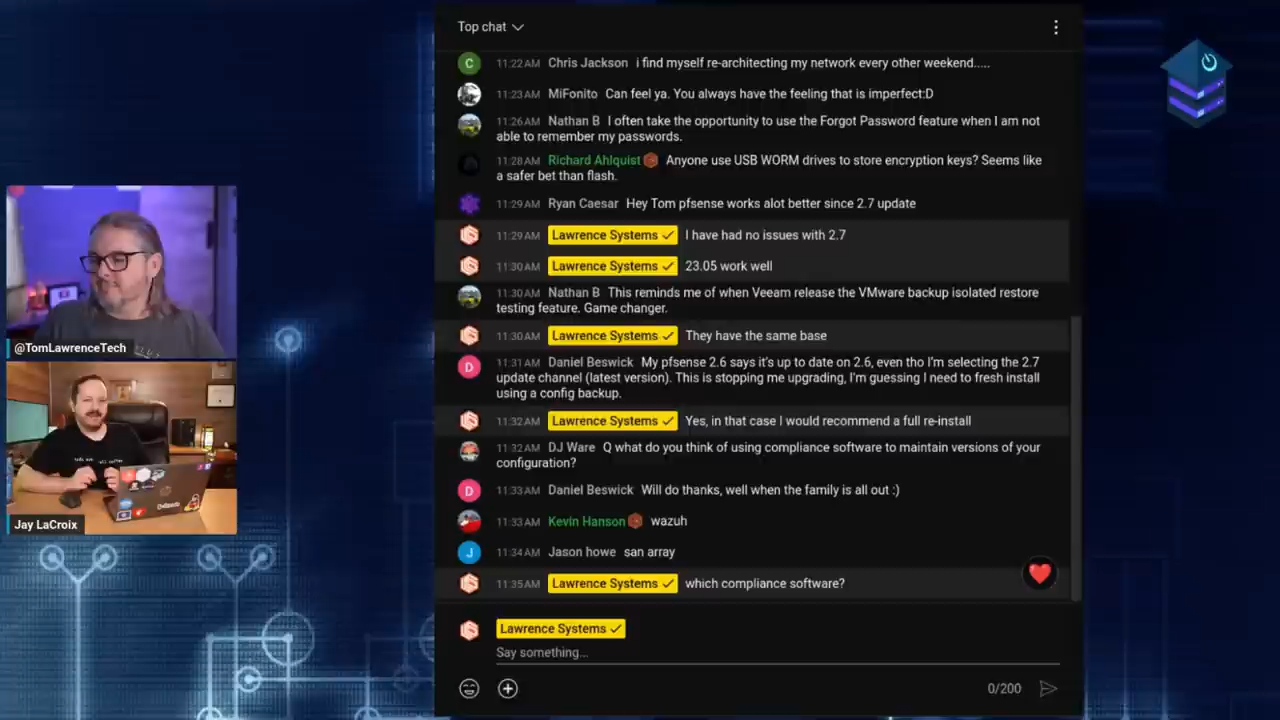 Top chat
11:22 AM Chris Jackson i find myself re-architecting my network every other weekend.....
11:23 AM MiFonito Can feel ya. You always have the feeling that is imperfect:D
11:26 AM Nathan B I often take the opportunity to use the Forgot Password feature when I am not
able to remember my passwords.
11:28 AM Richard Ahlquist Anyone use USB WORM drives to store encryption keys? Seems like
a safer bet than flash.
11:29 AM Ryan Caesar Hey Tom pfsense works alot better since 2.7 update
11:29 AM Lawrence Systems I have had no issues with 2.7
11:30 AM Lawrence Systems 23.05 work well
11:30 AM Nathan B This reminds me of when Veeam release the VMware backup isolated restore
testing feature. Game changer.
11:30 AM Lawrence Systems They have the same base
11:31 AM Daniel Beswick My pfsense 2.6 says it's up to date on 2.6, even tho I'm selecting the 2.7
update channel (latest version). This is stopping me upgrading, I'm guessing I need to fresh install
using a config backup.
11:32 AM Lawrence Systems Yes, in that case I would recommend a full re-install
11:32 AM DJ Ware Q what do you think of using compliance software to maintain versions of your
configuration?
11:33 AM Daniel Beswick Will do thanks, well when the family is all out :)
11:33 AM Kevin Hanson wazuh
11:34 AM Jason howe san array
11:35 AM Lawrence Systems which compliance software?
Lawrence Systems
Say something...
0/200
@TomLawrenceTech
Jay LaCroix
C
D
D
J